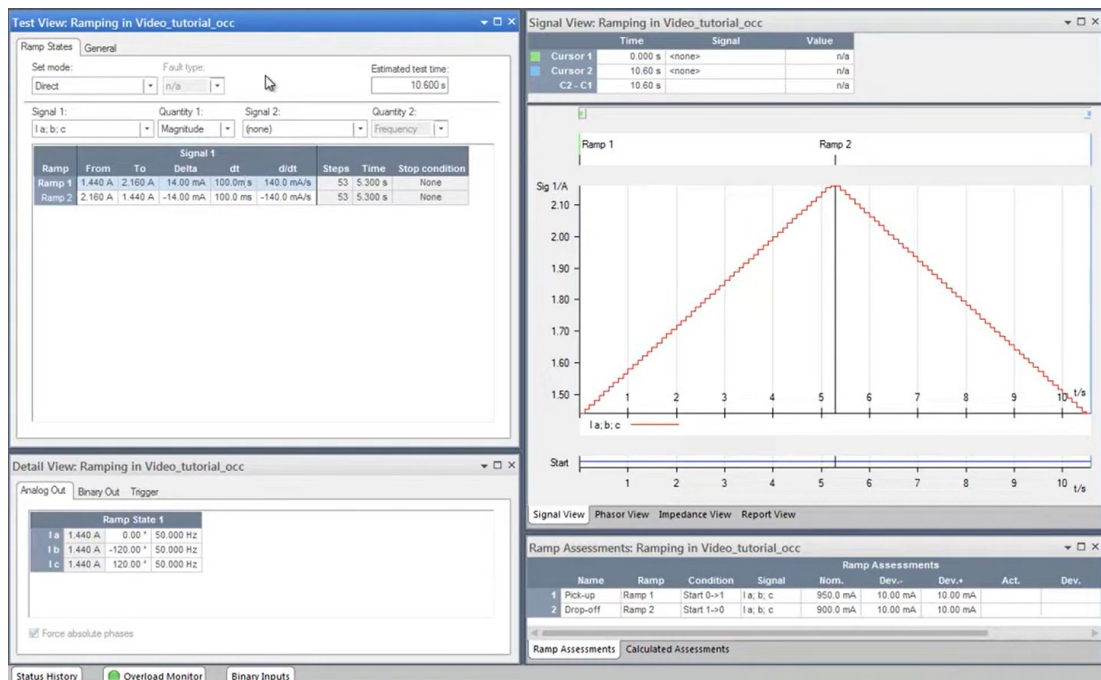 Test View: Ramping in Video_tutorial_occ
Ramp States General
Set mode: Fault type: Estimated test time:
Direct n/a 10.600 s
Signal 1: Quantity 1: Signal 2: Quantity 2:
I a; b; c Magnitude (none) Frequency
Signal 1
Ramp From To Delta dt d/dt Steps Time Stop condition
Ramp 1 1.440 A 2.160 A 14.00 mA 100.0m s 140.0 mA/s 53 5.300 s None
Ramp 2 2.160 A 1.440 A -14.00 mA 100.0 ms -140.0 mA/s 53 5.300 s None
Detail View: Ramping in Video_tutorial_occ
Analog Out Binary Out Trigger
Ramp State 1
I a 1.440 A 0.00 ° 50.000 Hz
I b 1.440 A -120.00 ° 50.000 Hz
I c 1.440 A 120.00 ° 50.000 Hz
Force absolute phases
Signal View: Ramping in Video_tutorial_occ
Time Signal Value
Cursor 1 0.000 s <none> n/a
Cursor 2 10.60 s <none> n/a
C2 - C1 10.60 s n/a
Ramp 1 Ramp 2
Sig 1/A
2.10
2.00
1.90
1.80
1.70
1.60
1.50
1 2 3 4 5 6 7 8 9 10 t/s
I a; b; c
Start
1 2 3 4 5 6 7 8 9 10 t/s
Signal View Phasor View Impedance View Report View
Ramp Assessments: Ramping in Video_tutorial_occ
Ramp Assessments
Name Ramp Condition Signal Nom. Dev.- Dev.+ Act. Dev.
1 Pick-up Ramp 1 Start 0->1 I a; b; c 950.0 mA 10.00 mA 10.00 mA
2 Drop-off Ramp 2 Start 1->0 I a; b; c 900.0 mA 10.00 mA 10.00 mA
Ramp Assessments Calculated Assessments
Status History Overload Monitor Binary Inputs